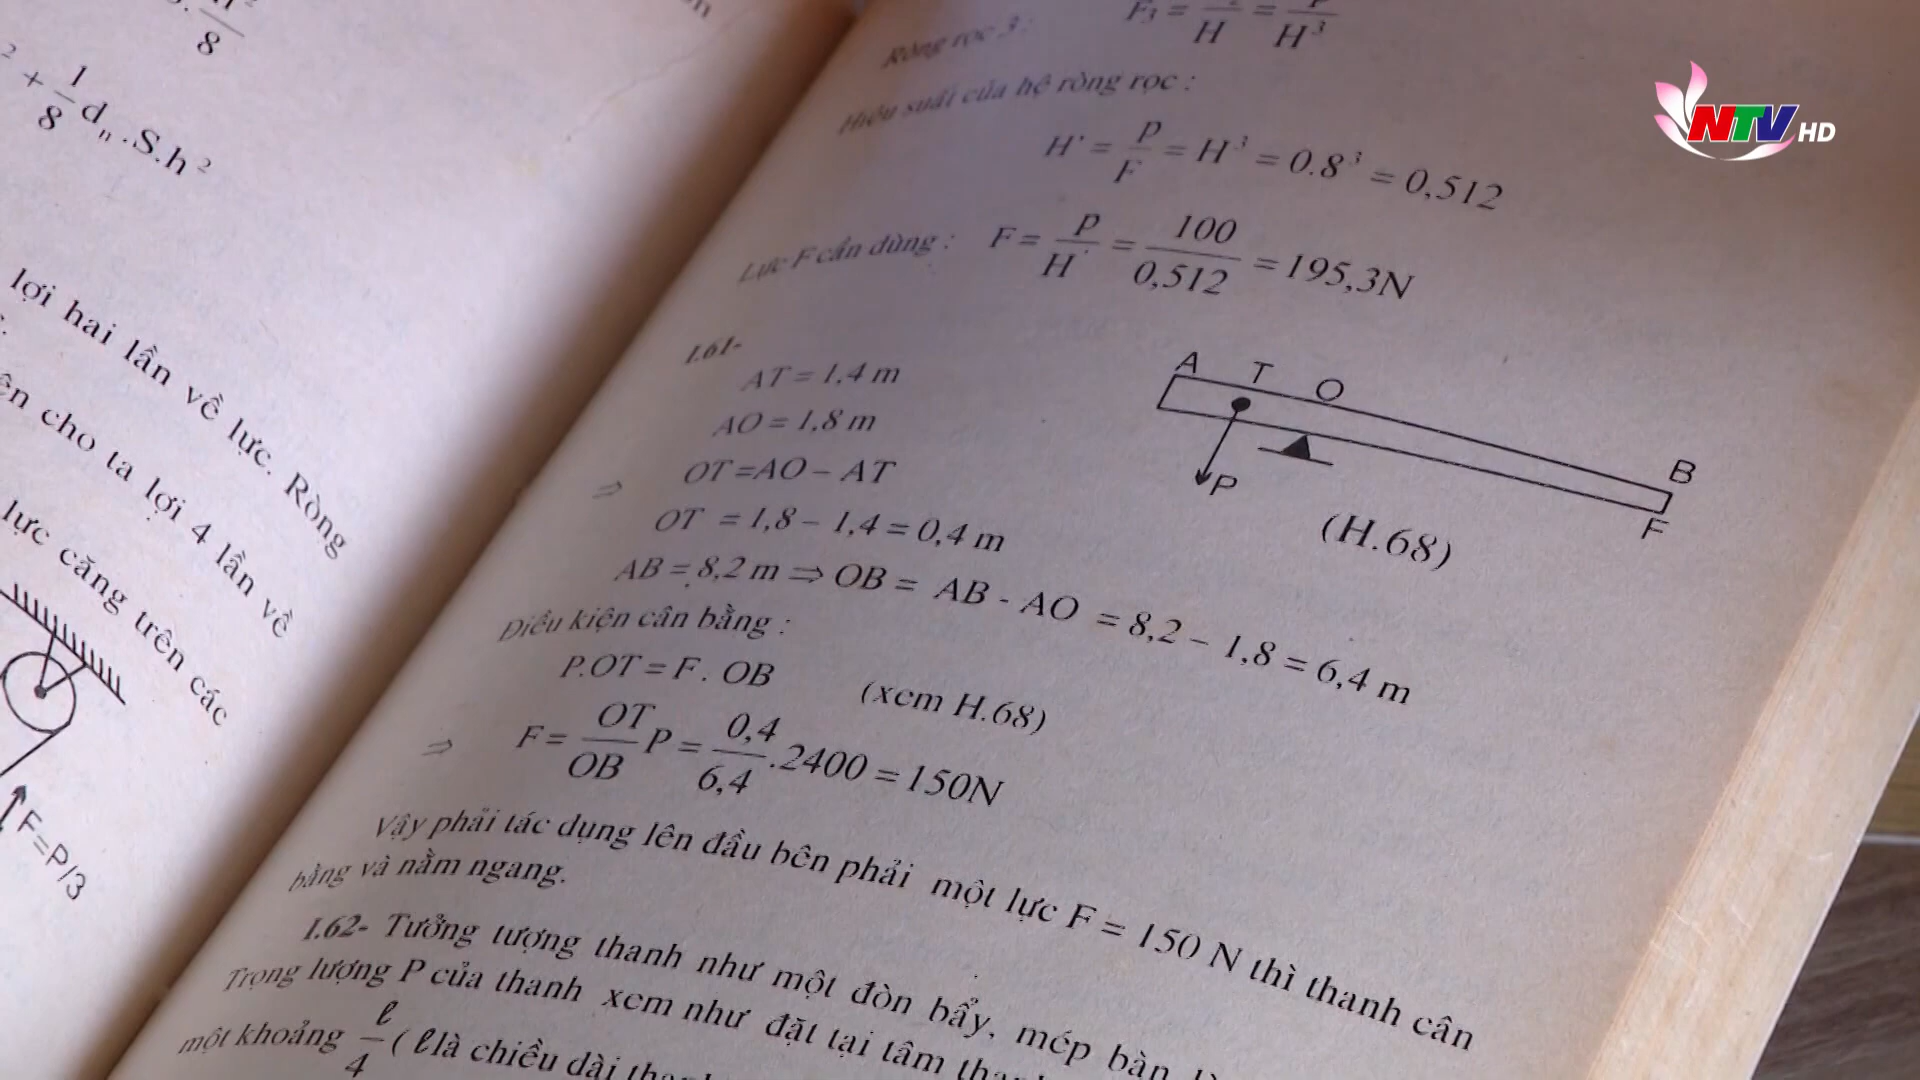 8
+ 1/8 dn.S.h²
lợi hai lần về lực. Ròng
ên cho ta lợi 4 lần về
lực căng trên các
F=P/3
Ròng rọc 3 :
F₃ = /H = P/H³
Hiệu suất của hệ ròng rọc :
H' = P/F = H³ = 0.8³ = 0,512
Lực F cần dùng : F = P/H' = 100/0,512 = 195,3N
I.61-
AT = 1,4 m
AO = 1,8 m
⇒ OT =AO – AT
OT = 1,8 – 1,4 = 0,4 m
AB = 8,2 m ⇒ OB = AB - AO = 8,2 – 1,8 = 6,4 m
A T O
B
P
F
(H.68)
Điều kiện cân bằng :
P.OT = F . OB (xem H.68)
⇒ F = OT/OB P = 0,4/6,4 .2400 = 150N
Vậy phải tác dụng lên đầu bên phải một lực F = 150 N thì thanh cân
bằng và nằm ngang.
I.62- Tưởng tượng thanh như một đòn bẩy, mép bàn
Trọng lượng P của thanh xem như đặt tại tâm
một khoảng ℓ/4 ( ℓ là chiều dài
NTV HD